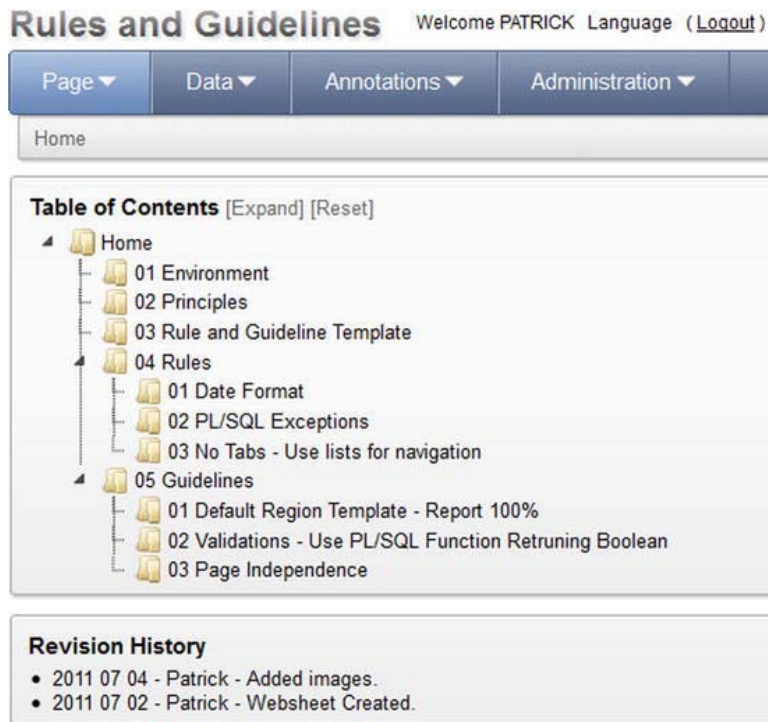 Rules and Guidelines Welcome PATRICK Language (Logout)
Page Data Annotations Administration
Home
Table of Contents [Expand] [Reset]
Home
01 Environment
02 Principles
03 Rule and Guideline Template
04 Rules
01 Date Format
02 PL/SQL Exceptions
03 No Tabs - Use lists for navigation
05 Guidelines
01 Default Region Template - Report 100%
02 Validations - Use PL/SQL Function Retruning Boolean
03 Page Independence
Revision History
• 2011 07 04 - Patrick - Added images.
• 2011 07 02 - Patrick - Websheet Created.